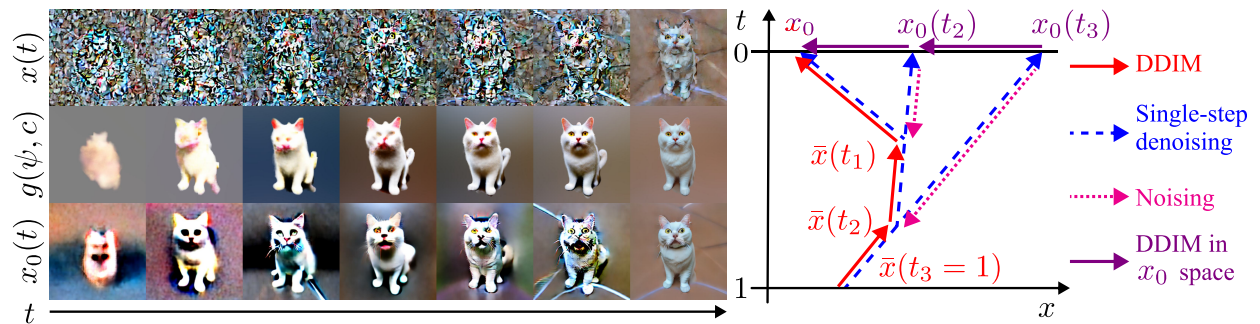 x(t)
g(ψ, c)
x₀(t)
t
t
0
1
x
x₀
x₀(t₂)
x₀(t₃)
x̄(t₁)
x̄(t₂)
x̄(t₃ = 1)
DDIM
Single-step
denoising
Noising
DDIM in
x₀ space